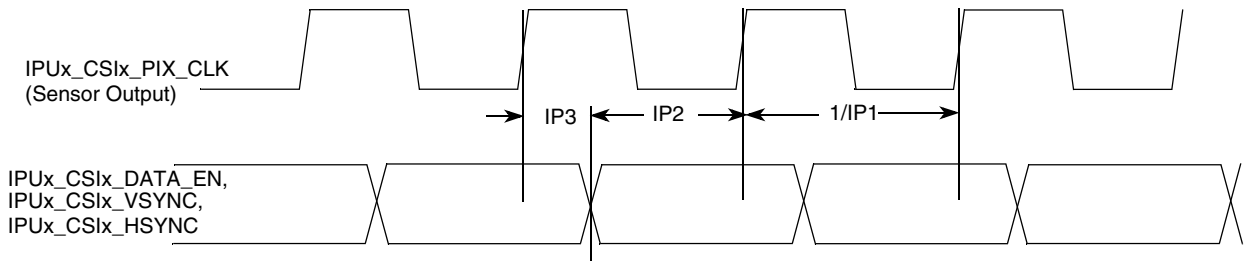 IPUx_CSIx_PIX_CLK
(Sensor Output)
IP3
IP2
1/IP1
IPUx_CSIx_DATA_EN,
IPUx_CSIx_VSYNC,
IPUx_CSIx_HSYNC